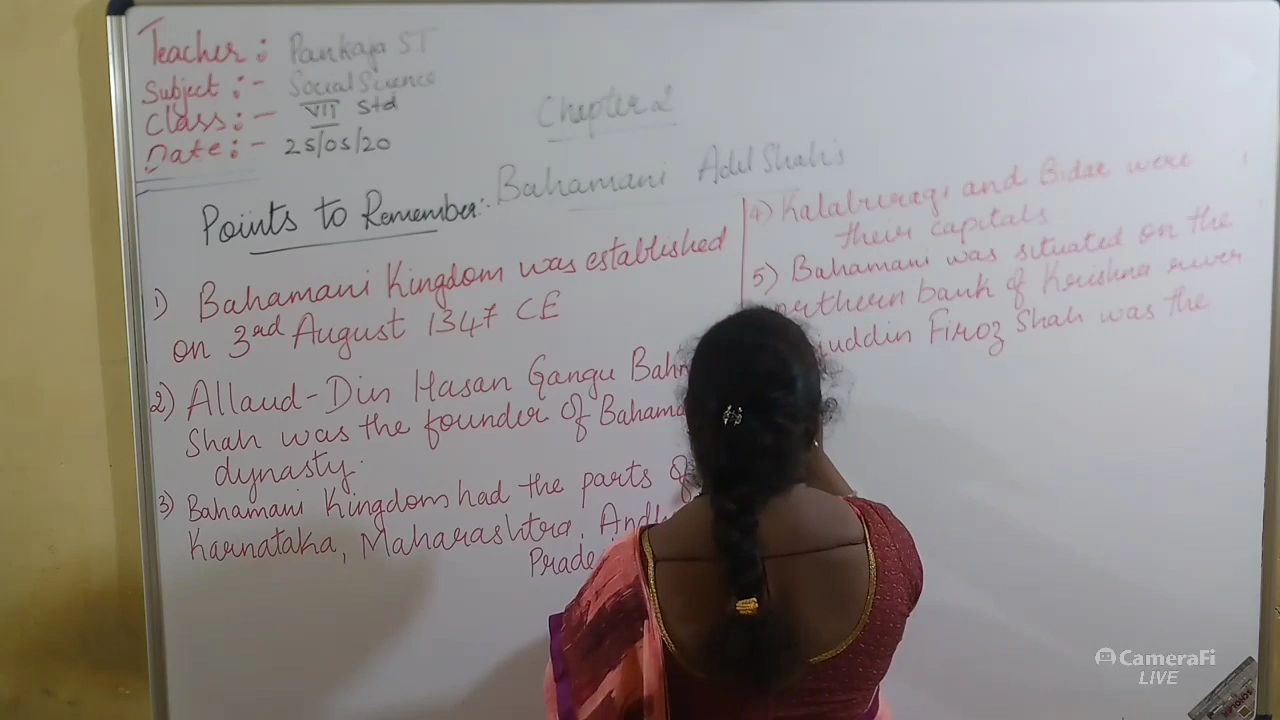 Teacher : Pankaja ST
Subject :- Social Science
Class :- VII Std
Date :- 25/05/20
Chapter 2
Bahamani Adil Shahis
Points to Remember:-
1) Bahamani Kingdom was established
on 3rd August 1347 CE
2) Allaud-Din Hasan Gangu Bahm
Shah was the founder of Bahama
dynasty.
3) Bahamani Kingdom had the parts of
Karnataka, Maharashtra, Andh
Prade
4) Kalaburagi and Bidar were
their capitals
5) Bahamani was situated on the
orthern bank of Krishna river
uddin Firoz Shah was the
CameraFi
LIVE